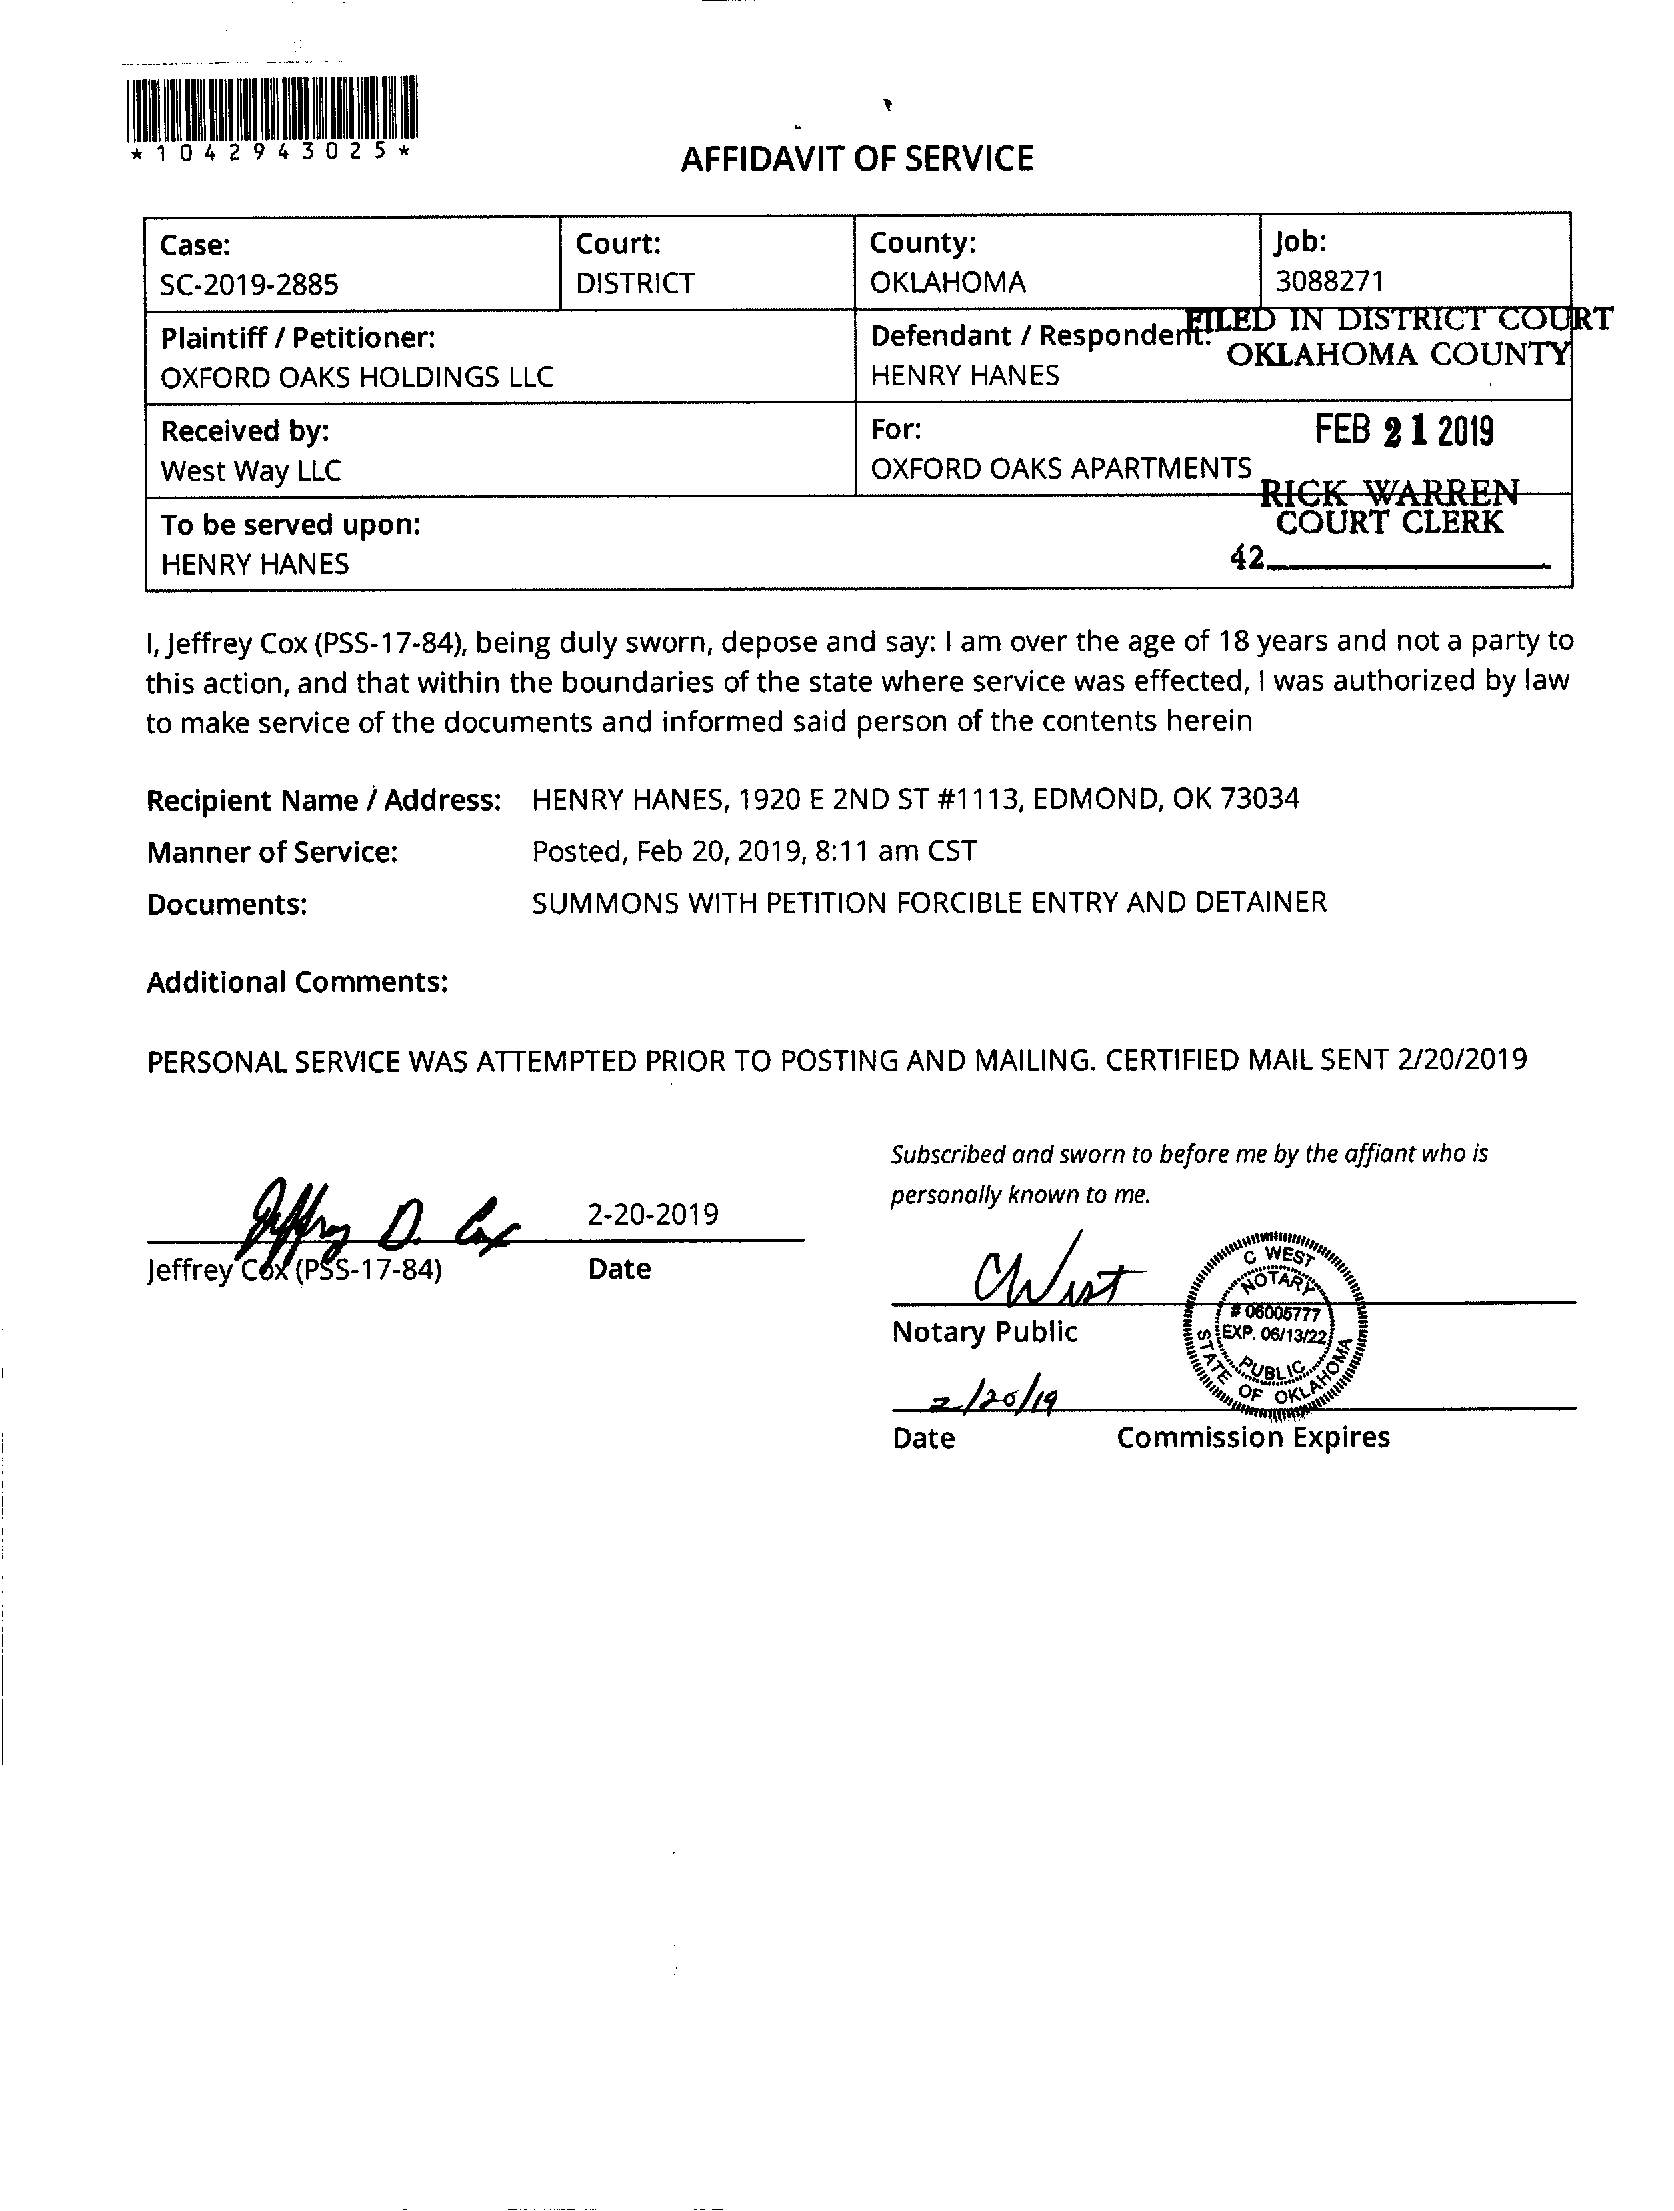 *1042943025*
AFFIDAVIT OF SERVICE
Case:
SC-2019-2885
Court:
DISTRICT
County:
OKLAHOMA
Job:
3088271
Plaintiff / Petitioner:
OXFORD OAKS HOLDINGS LLC
Defendant / Respondent:
HENRY HANES
FILED IN DISTRICT COURT
OKLAHOMA COUNTY
Received by:
West Way LLC
For:
OXFORD OAKS APARTMENTS
FEB 21 2019
RICK WARREN
COURT CLERK
42
To be served upon:
HENRY HANES
I, Jeffrey Cox (PSS-17-84), being duly sworn, depose and say: I am over the age of 18 years and not a party to
this action, and that within the boundaries of the state where service was effected, I was authorized by law
to make service of the documents and informed said person of the contents herein
Recipient Name / Address: HENRY HANES, 1920 E 2ND ST #1113, EDMOND, OK 73034
Manner of Service: Posted, Feb 20, 2019, 8:11 am CST
Documents: SUMMONS WITH PETITION FORCIBLE ENTRY AND DETAINER
Additional Comments:
PERSONAL SERVICE WAS ATTEMPTED PRIOR TO POSTING AND MAILING. CERTIFIED MAIL SENT 2/20/2019
Jeffrey D. Cox 2-20-2019
Jeffrey Cox (PSS-17-84) Date
Subscribed and sworn to before me by the affiant who is
personally known to me.
C West
Notary Public
C WEST
NOTARY
# 06005777
EXP. 06/13/22
PUBLIC
STATE OF OKLAHOMA
2/20/19
Date Commission Expires